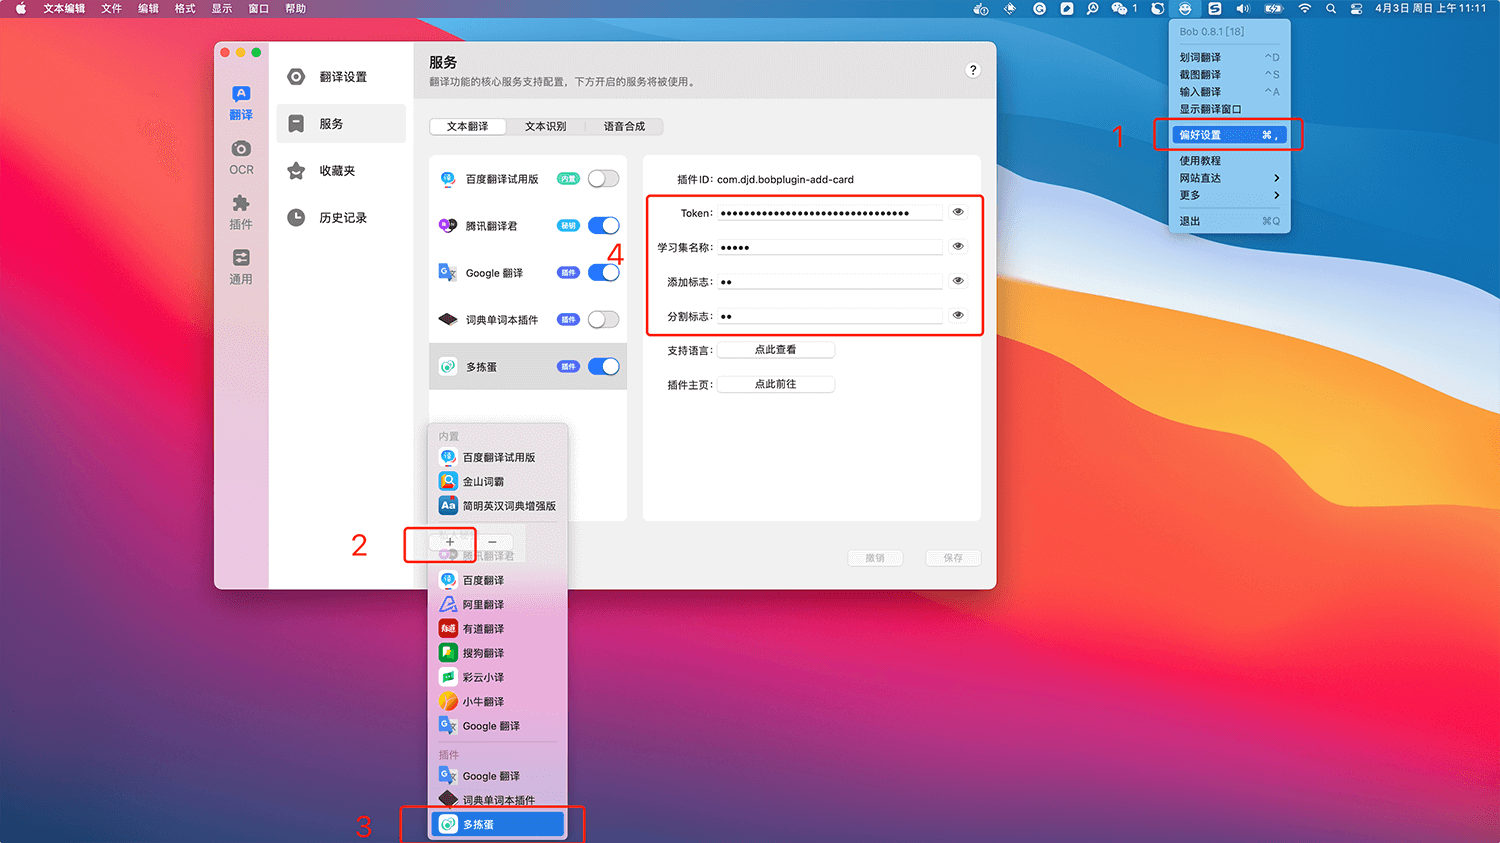 文本编辑 文件 编辑 格式 显示 窗口 帮助
1 4月3日 周日 上午 11:11
Bob 0.8.1 [18]
划词翻译 ^D
截图翻译 ^S
输入翻译 ^A
显示翻译窗口
偏好设置 ⌘ ,
使用教程
网站直达
更多
退出 ⌘Q
1
翻译
OCR
插件
通用
翻译设置
服务
收藏夹
历史记录
服务
翻译功能的核心服务支持配置，下方开启的服务将被使用。
?
文本翻译 文本识别 语音合成
百度翻译试用版 内置
腾讯翻译君 秘钥
Google 翻译 插件
词典单词本插件 插件
多拣蛋 插件
4
插件ID: com.djd.bobplugin-add-card
Token: ••••••••••••••••••••••••••••••••
学习集名称: •••••
添加标志: ••
分割标志: ••
支持语言: 点此查看
插件主页: 点此前往
撤销 保存
内置
百度翻译试用版
金山词霸
简明英汉词典增强版
2
+ −
腾讯翻译君
百度翻译
阿里翻译
有道翻译
搜狗翻译
彩云小译
小牛翻译
Google 翻译
插件
Google 翻译
词典单词本插件
多拣蛋
3